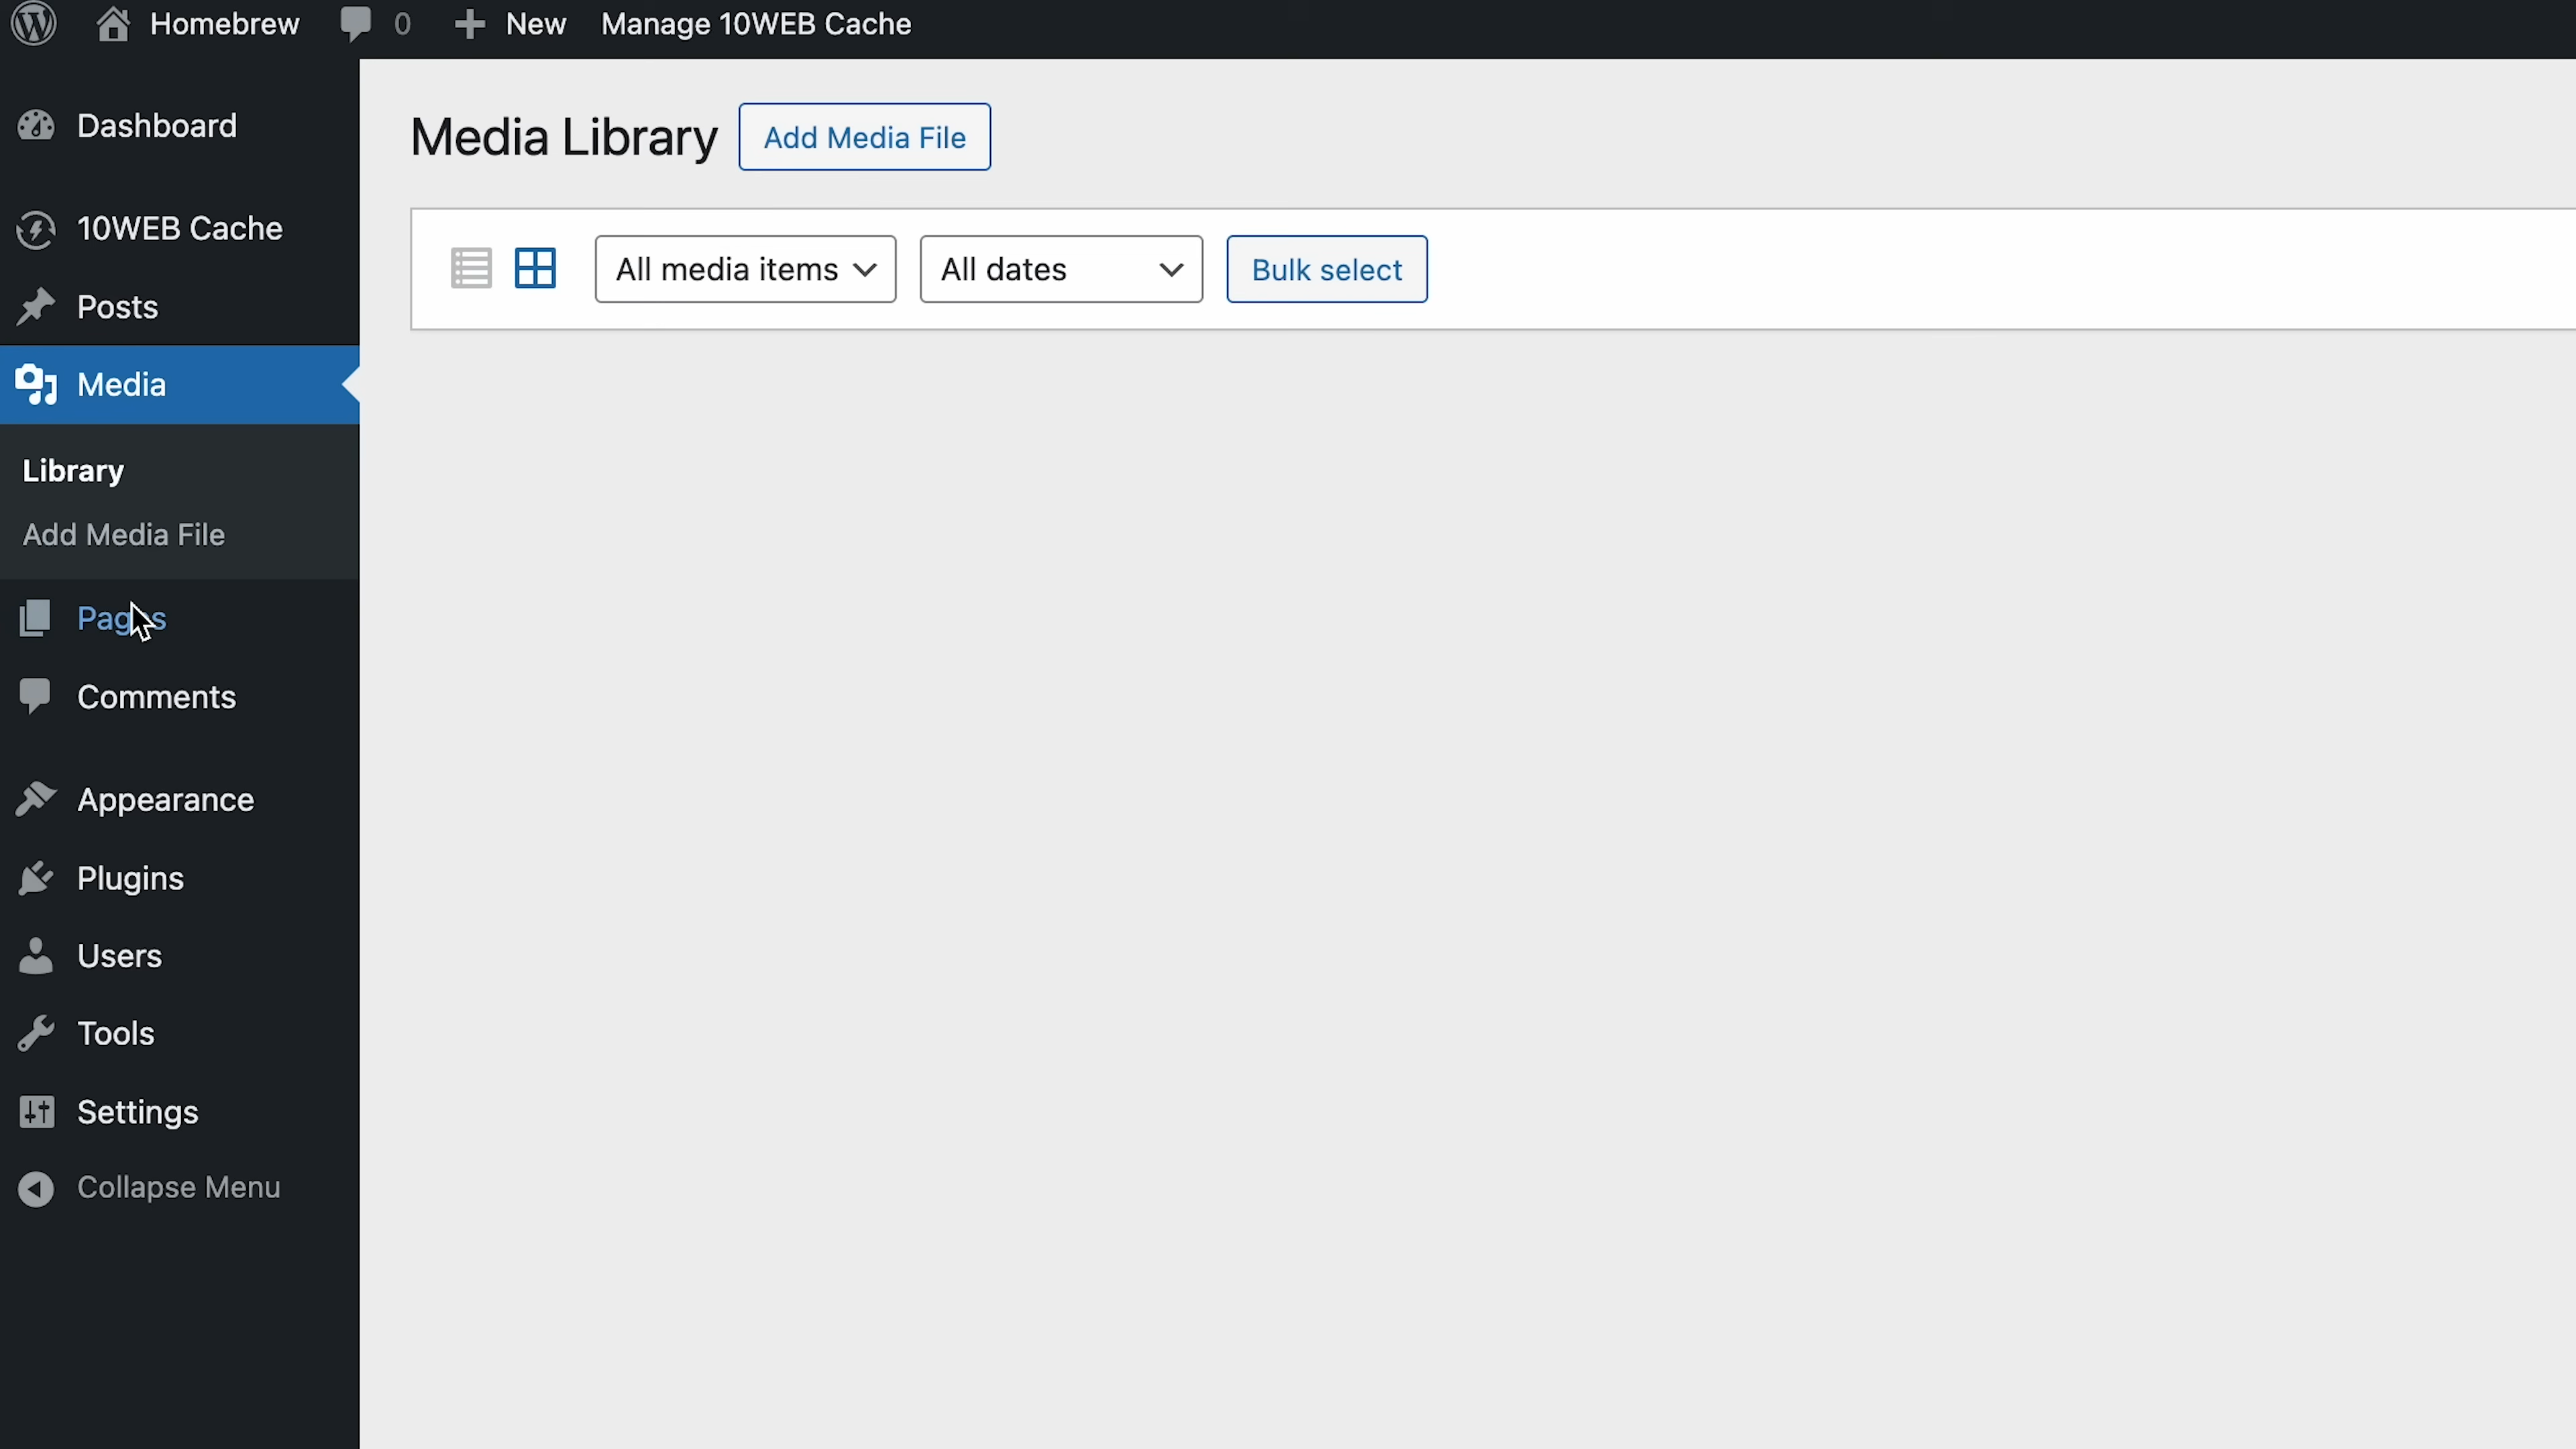 Homebrew 0 New Manage 10WEB Cache
Dashboard
10WEB Cache
Posts
Media
Library
Add Media File
Pages
Comments
Appearance
Plugins
Users
Tools
Settings
Collapse Menu
Media Library Add Media File
All media items All dates Bulk select